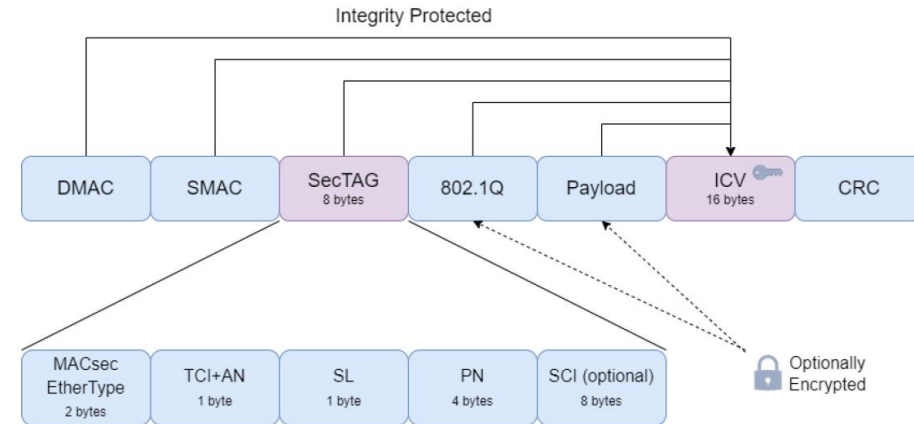 Integrity Protected
DMAC
SMAC
SecTAG
8 bytes
802.1Q
Payload
ICV
16 bytes
CRC
MACsec
EtherType
2 bytes
TCI+AN
1 byte
SL
1 byte
PN
4 bytes
SCI (optional)
8 bytes
Optionally
Encrypted